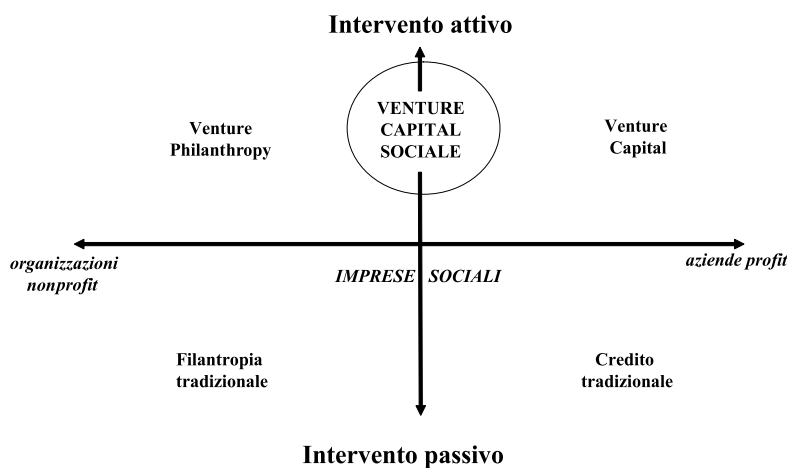 Intervento attivo
VENTURE
CAPITAL
SOCIALE
Venture
Philanthropy
Venture
Capital
organizzazioni
nonprofit
IMPRESE SOCIALI
aziende profit
Filantropia
tradizionale
Credito
tradizionale
Intervento passivo